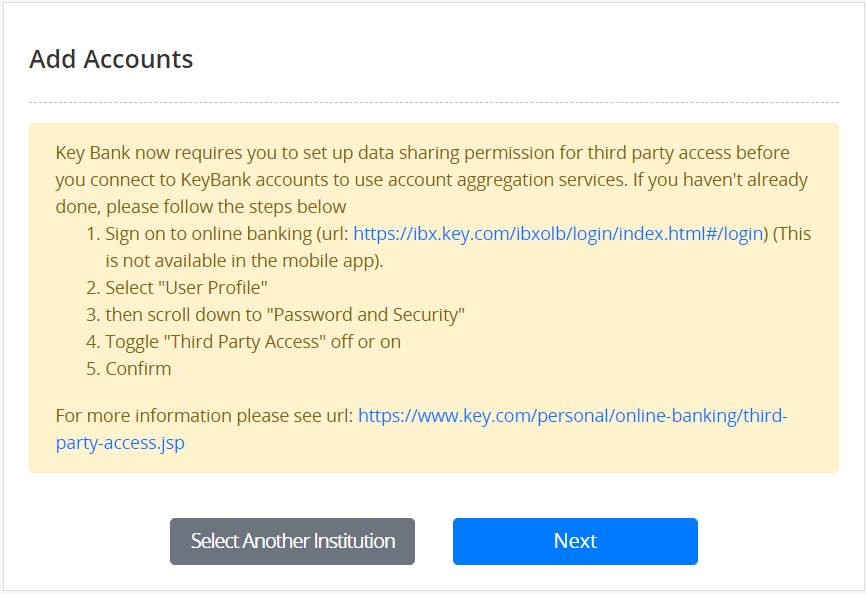 Add Accounts
Key Bank now requires you to set up data sharing permission for third party access before
you connect to KeyBank accounts to use account aggregation services. If you haven't already
done, please follow the steps below
1. Sign on to online banking (url: https://ibx.key.com/ibxolb/login/index.html#/login) (This
is not available in the mobile app).
2. Select "User Profile"
3. then scroll down to "Password and Security"
4. Toggle "Third Party Access" off or on
5. Confirm
For more information please see url: https://www.key.com/personal/online-banking/third-
party-access.jsp
Select Another Institution
Next